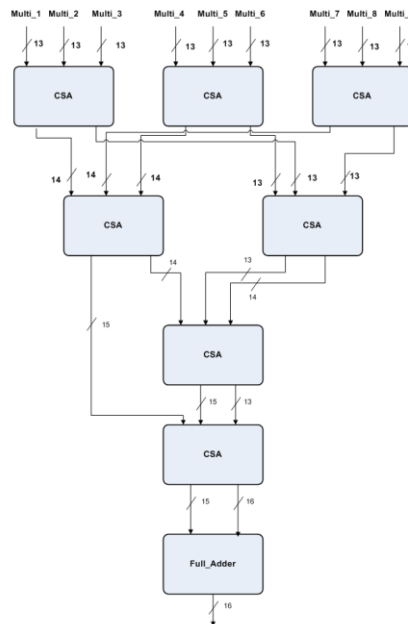 Multi_1 Multi_2 Multi_3 Multi_4 Multi_5 Multi_6 Multi_7 Multi_8 Multi_
13 13 13 13 13 13 13 13
CSA CSA CSA
14 14 14 13 13 13
CSA CSA
14 13 14
15
CSA
15 13
CSA
15 16
Full_Adder
16